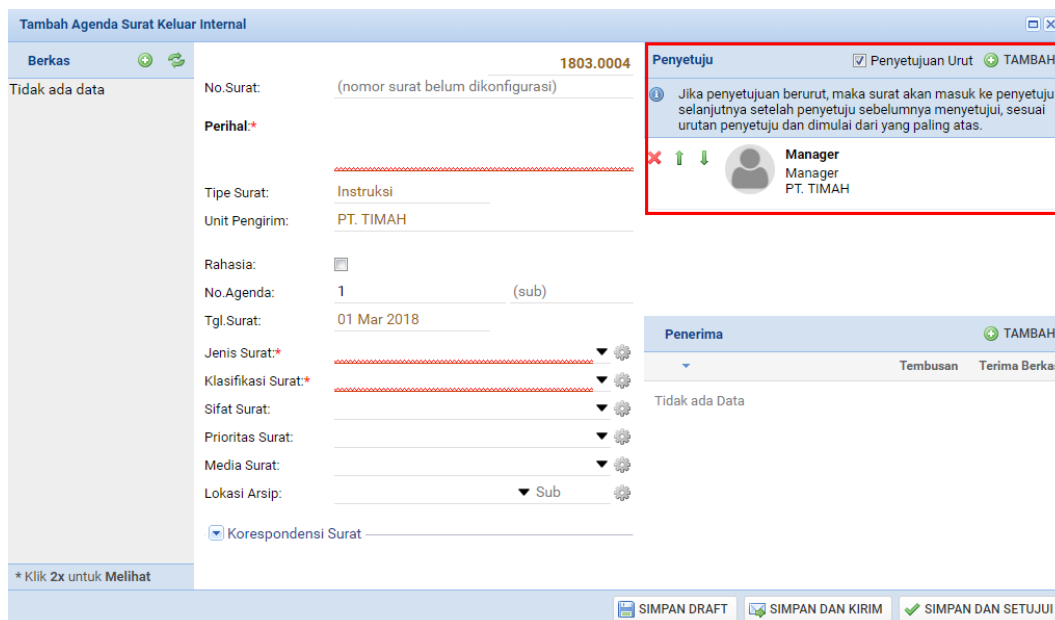 Tambah Agenda Surat Keluar Internal
Berkas
Tidak ada data
* Klik 2x untuk Melihat
1803.0004
No.Surat: (nomor surat belum dikonfigurasi)
Perihal:*
Tipe Surat: Instruksi
Unit Pengirim: PT. TIMAH
Rahasia:
No.Agenda: 1 (sub)
Tgl.Surat: 01 Mar 2018
Jenis Surat:*
Klasifikasi Surat:*
Sifat Surat:
Prioritas Surat:
Media Surat:
Lokasi Arsip: Sub
Korespondensi Surat
Penyetuju Penyetujuan Urut TAMBAH
Jika penyetujuan berurut, maka surat akan masuk ke penyetuju
selanjutnya setelah penyetuju sebelumnya menyetujui, sesuai
urutan penyetuju dan dimulai dari yang paling atas.
Manager
Manager
PT. TIMAH
Penerima TAMBAH
Tembusan Terima Berkas
Tidak ada Data
SIMPAN DRAFT SIMPAN DAN KIRIM SIMPAN DAN SETUJUI